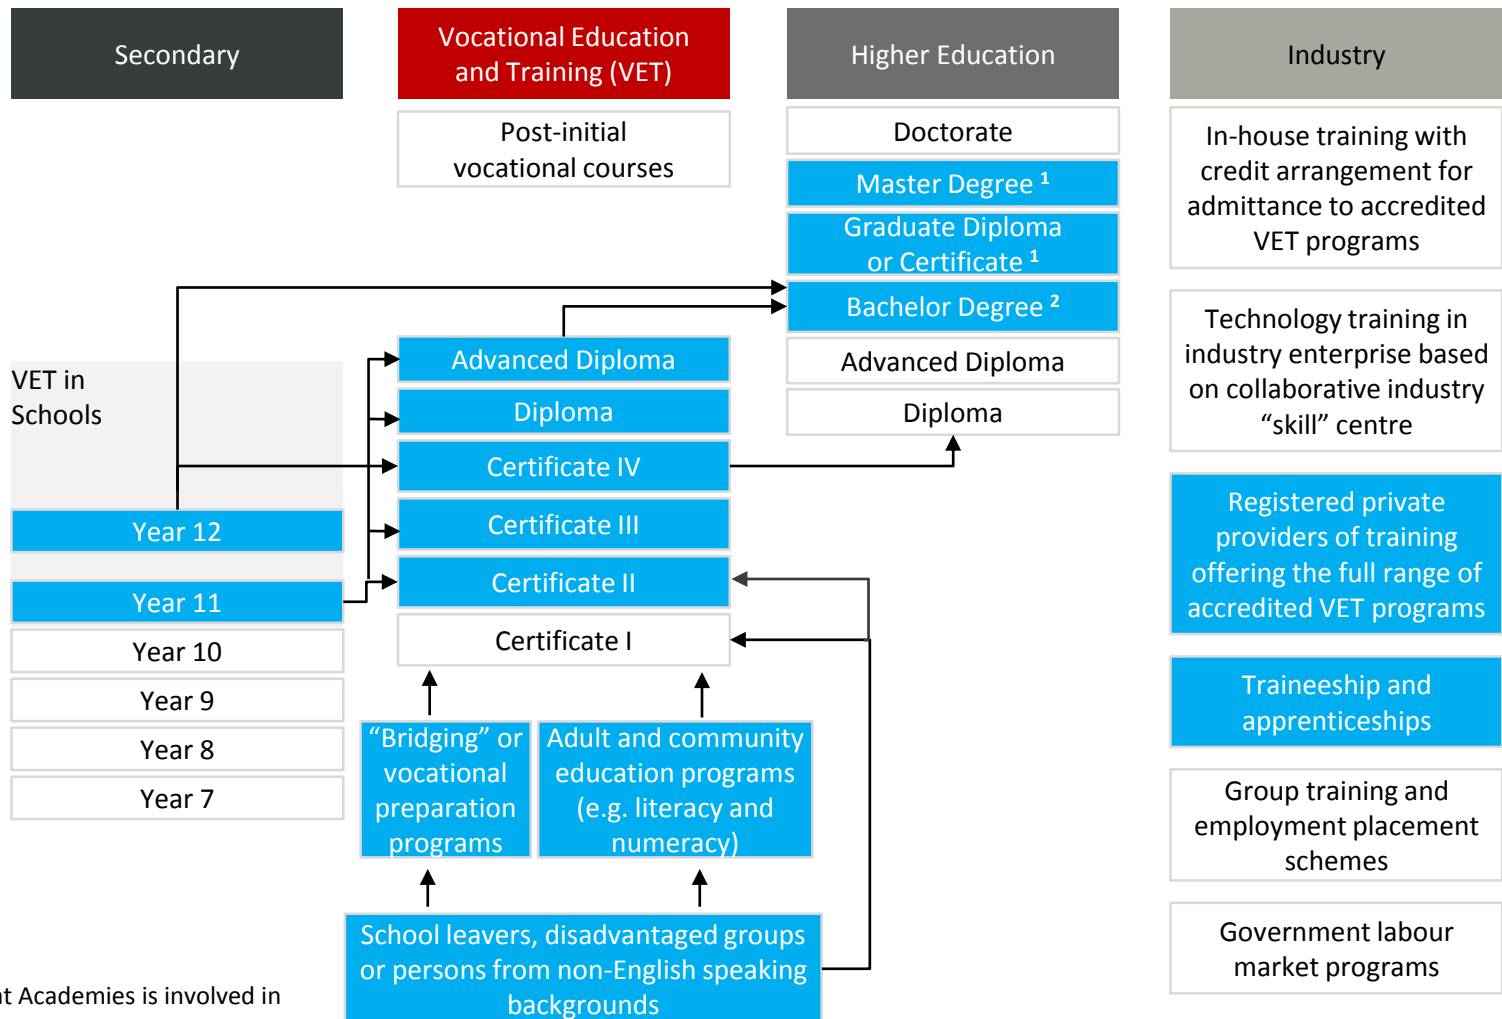 Secondary
Vocational Education
and Training (VET)
Higher Education
Industry
VET in
Schools
Year 12
Year 11
Year 10
Year 9
Year 8
Year 7
Post-initial
vocational courses
Advanced Diploma
Diploma
Certificate IV
Certificate III
Certificate II
Certificate I
“Bridging” or
vocational
preparation
programs
Adult and community
education programs
(e.g. literacy and
numeracy)
School leavers, disadvantaged groups
or persons from non-English speaking
backgrounds
Doctorate
Master Degree ¹
Graduate Diploma
or Certificate ¹
Bachelor Degree ²
Advanced Diploma
Diploma
In-house training with
credit arrangement for
admittance to accredited
VET programs
Technology training in
industry enterprise based
on collaborative industry
“skill” centre
Registered private
providers of training
offering the full range of
accredited VET programs
Traineeship and
apprenticeships
Group training and
employment placement
schemes
Government labour
market programs
Academies is involved in